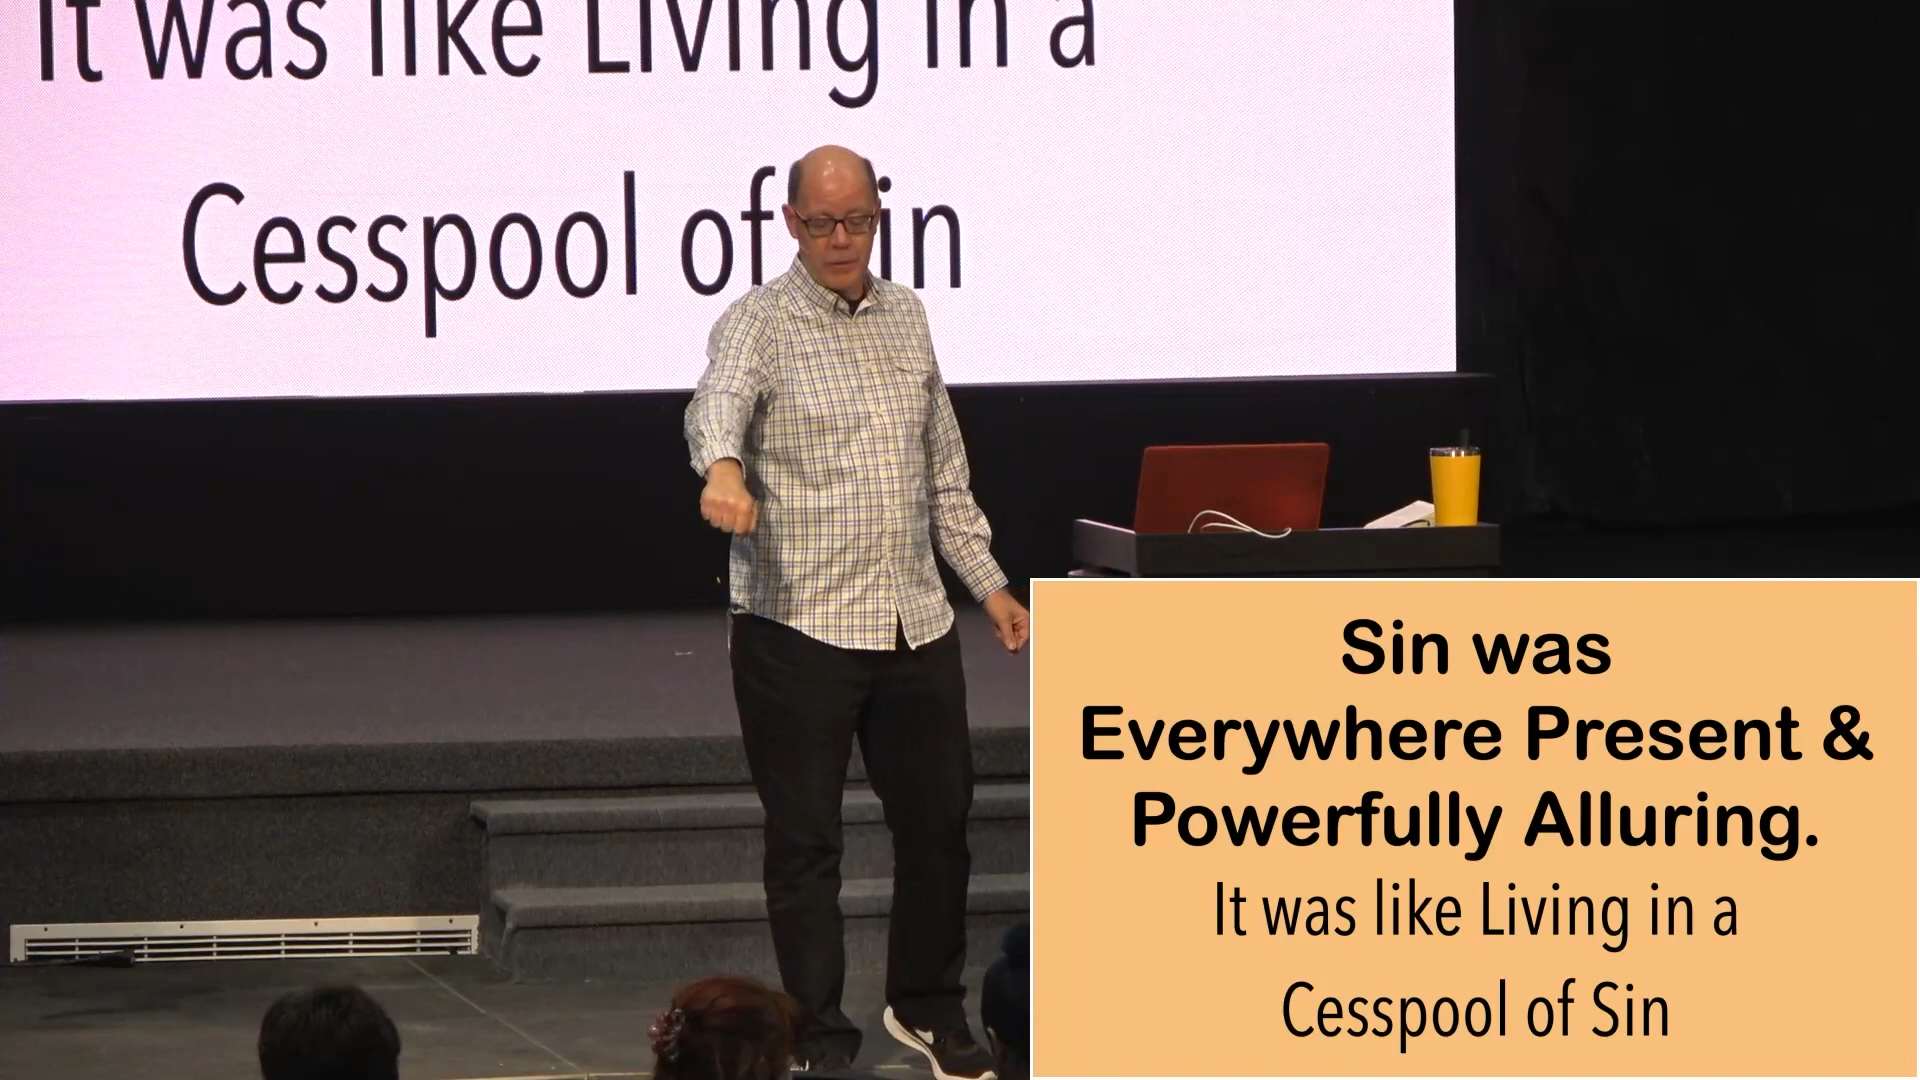 It was like Living in a
Cesspool of Sin
Sin was
Everywhere Present &
Powerfully Alluring.
It was like Living in a
Cesspool of Sin